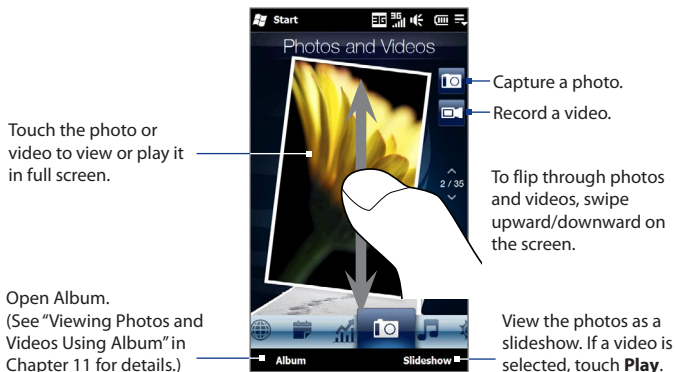 Start
Photos and Videos
Capture a photo.
Record a video.
Touch the photo or
video to view or play it
in full screen.
2 / 35
To flip through photos
and videos, swipe
upward/downward on
the screen.
Open Album.
(See "Viewing Photos and
Videos Using Album" in
Chapter 11 for details.)
Album
Slideshow
View the photos as a
slideshow. If a video is
selected, touch Play.